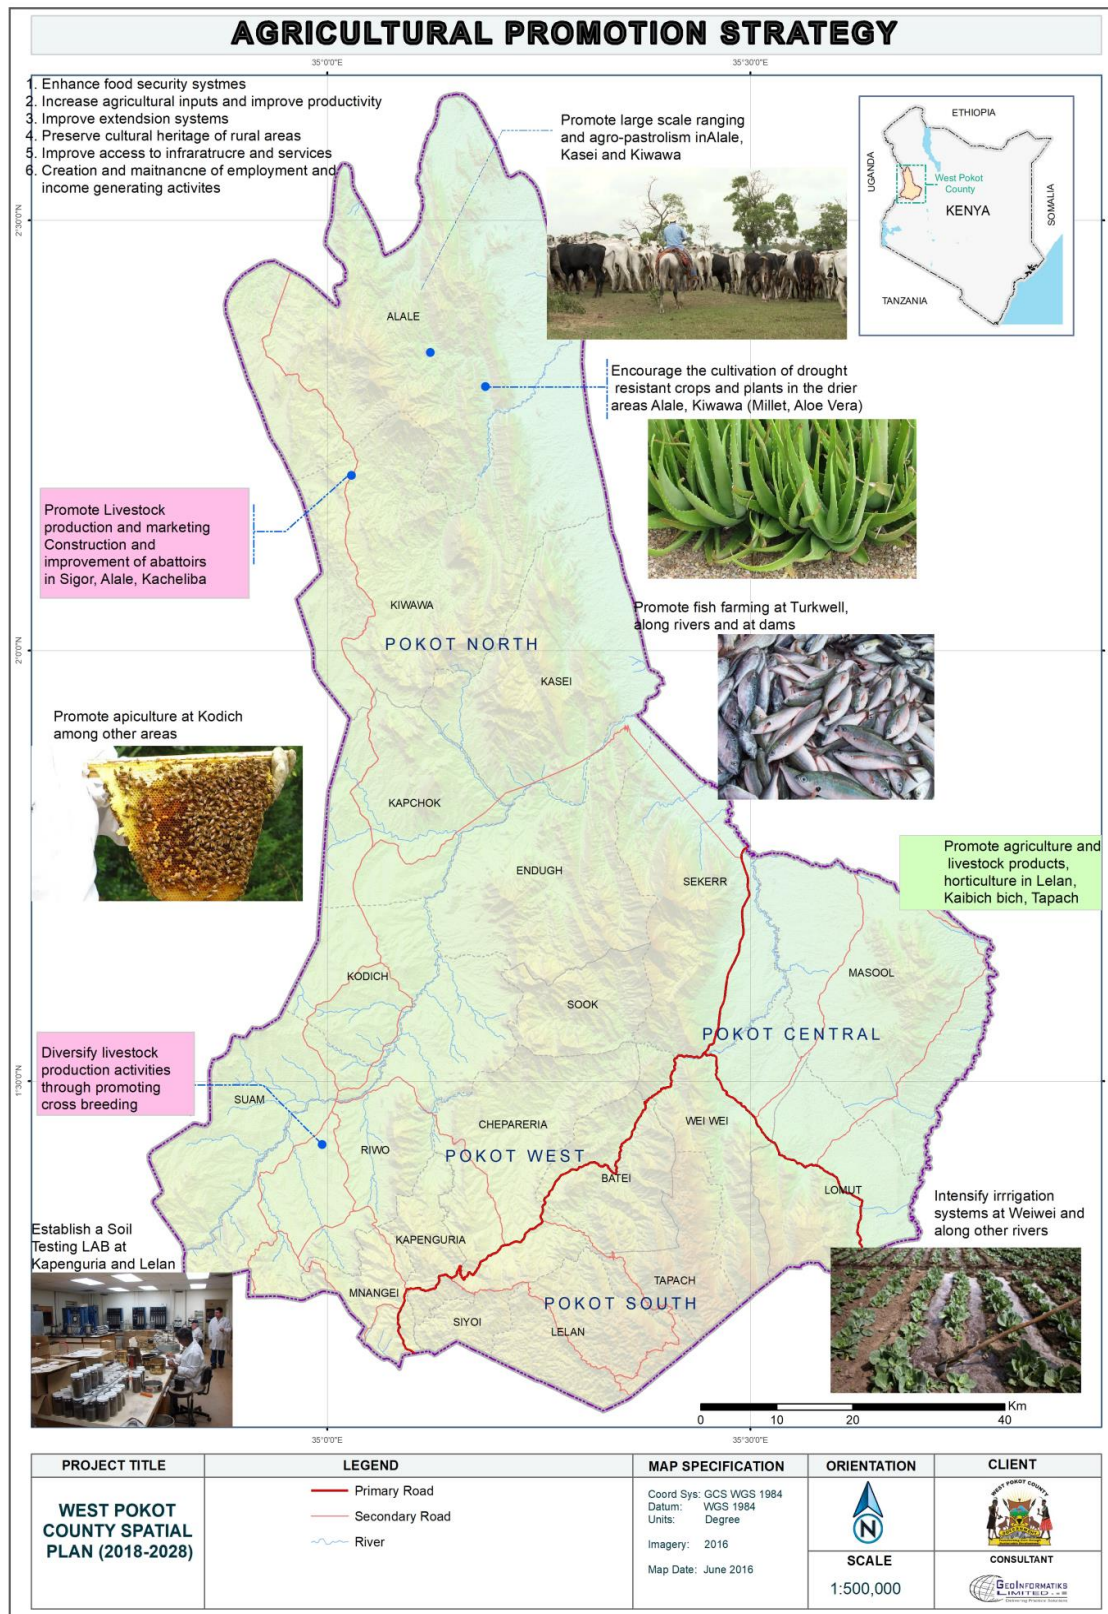 AGRICULTURAL PROMOTION STRATEGY
35°0'0"E
35°30'0"E
1. Enhance food security systmes
2. Increase agricultural inputs and improve productivity
3. Improve extendsion systems
4. Preserve cultural heritage of rural areas
5. Improve access to infraratrucre and services
6. Creation and maitnancne of employment and
income generating activites
Promote large scale ranging
and agro-pastrolism inAlale,
Kasei and Kiwawa
ETHIOPIA
UGANDA
West Pokot
County
KENYA
SOMALIA
TANZANIA
2°30'0"N
ALALE
Encourage the cultivation of drought
resistant crops and plants in the drier
areas Alale, Kiwawa (Millet, Aloe Vera)
Promote Livestock
production and marketing
Construction and
improvement of abattoirs
in Sigor, Alale, Kacheliba
KIWAWA
Promote fish farming at Turkwell,
along rivers and at dams
POKOT NORTH
2°0'0"N
KASEI
Promote apiculture at Kodich
among other areas
KAPCHOK
ENDUGH
SEKERR
Promote agriculture and
livestock products,
horticulture in Lelan,
Kaibich bich, Tapach
KODICH
MASOOL
SOOK
POKOT CENTRAL
Diversify livestock
production activities
through promoting
cross breeding
1°30'0"N
SUAM
CHEPARERIA
WEI WEI
RIWO
POKOT WEST
BATEI
LOMUT
Intensify irrrigation
systems at Weiwei and
along other rivers
Establish a Soil
Testing LAB at
Kapenguria and Lelan
KAPENGURIA
MNANGEI
TAPACH
POKOT SOUTH
SIYOI
LELAN
Km
0 10 20 40
35°0'0"E
35°30'0"E
PROJECT TITLE
WEST POKOT
COUNTY SPATIAL
PLAN (2018-2028)
LEGEND
Primary Road
Secondary Road
River
MAP SPECIFICATION
Coord Sys: GCS WGS 1984
Datum: WGS 1984
Units: Degree
Imagery: 2016
Map Date: June 2016
ORIENTATION
N
SCALE
1:500,000
CLIENT
WEST POKOT COUNTY
CONSULTANT
GEOINFORMATIKS
LIMITED